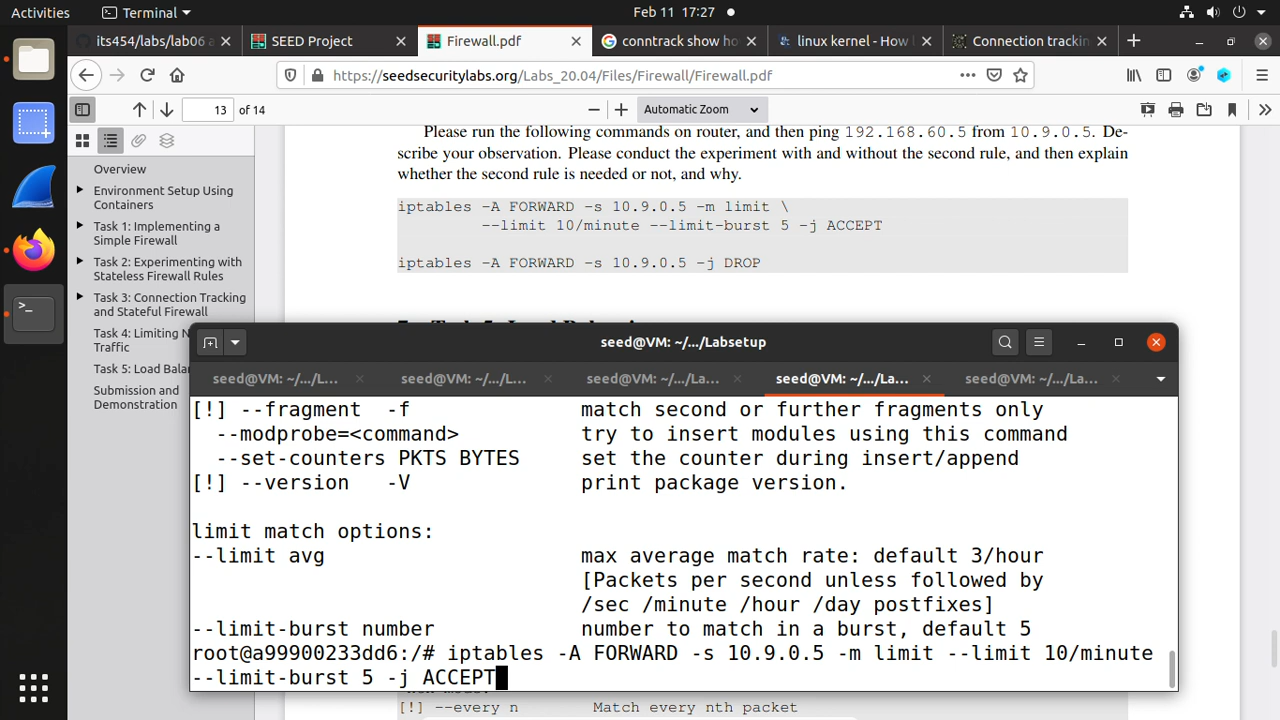 Activities
Terminal
Feb 11 17:27
its454/labs/lab06 a
SEED Project
Firewall.pdf
conntrack show ho
linux kernel - How l
Connection trackin
https://seedsecuritylabs.org/Labs_20.04/Files/Firewall/Firewall.pdf
13 of 14
Automatic Zoom
Overview
Environment Setup Using
Containers
Task 1: Implementing a
Simple Firewall
Task 2: Experimenting with
Stateless Firewall Rules
Task 3: Connection Tracking
and Stateful Firewall
Task 4: Limiting N
Traffic
Task 5: Load Bala
Submission and
Demonstration
Please run the following commands on router, and then ping 192.168.60.5 from 10.9.0.5. De-
scribe your observation. Please conduct the experiment with and without the second rule, and then explain
whether the second rule is needed or not, and why.
iptables -A FORWARD -s 10.9.0.5 -m limit \
--limit 10/minute --limit-burst 5 -j ACCEPT
iptables -A FORWARD -s 10.9.0.5 -j DROP
seed@VM: ~/.../Labsetup
seed@VM: ~/.../L...
seed@VM: ~/.../L...
seed@VM: ~/.../La...
seed@VM: ~/.../La...
seed@VM: ~/.../La...
[!] --fragment -f match second or further fragments only
--modprobe=<command> try to insert modules using this command
--set-counters PKTS BYTES set the counter during insert/append
[!] --version -V print package version.
limit match options:
--limit avg max average match rate: default 3/hour
[Packets per second unless followed by
/sec /minute /hour /day postfixes]
--limit-burst number number to match in a burst, default 5
root@a99900233dd6:/# iptables -A FORWARD -s 10.9.0.5 -m limit --limit 10/minute
--limit-burst 5 -j ACCEPT
[!] --every n Match every nth packet